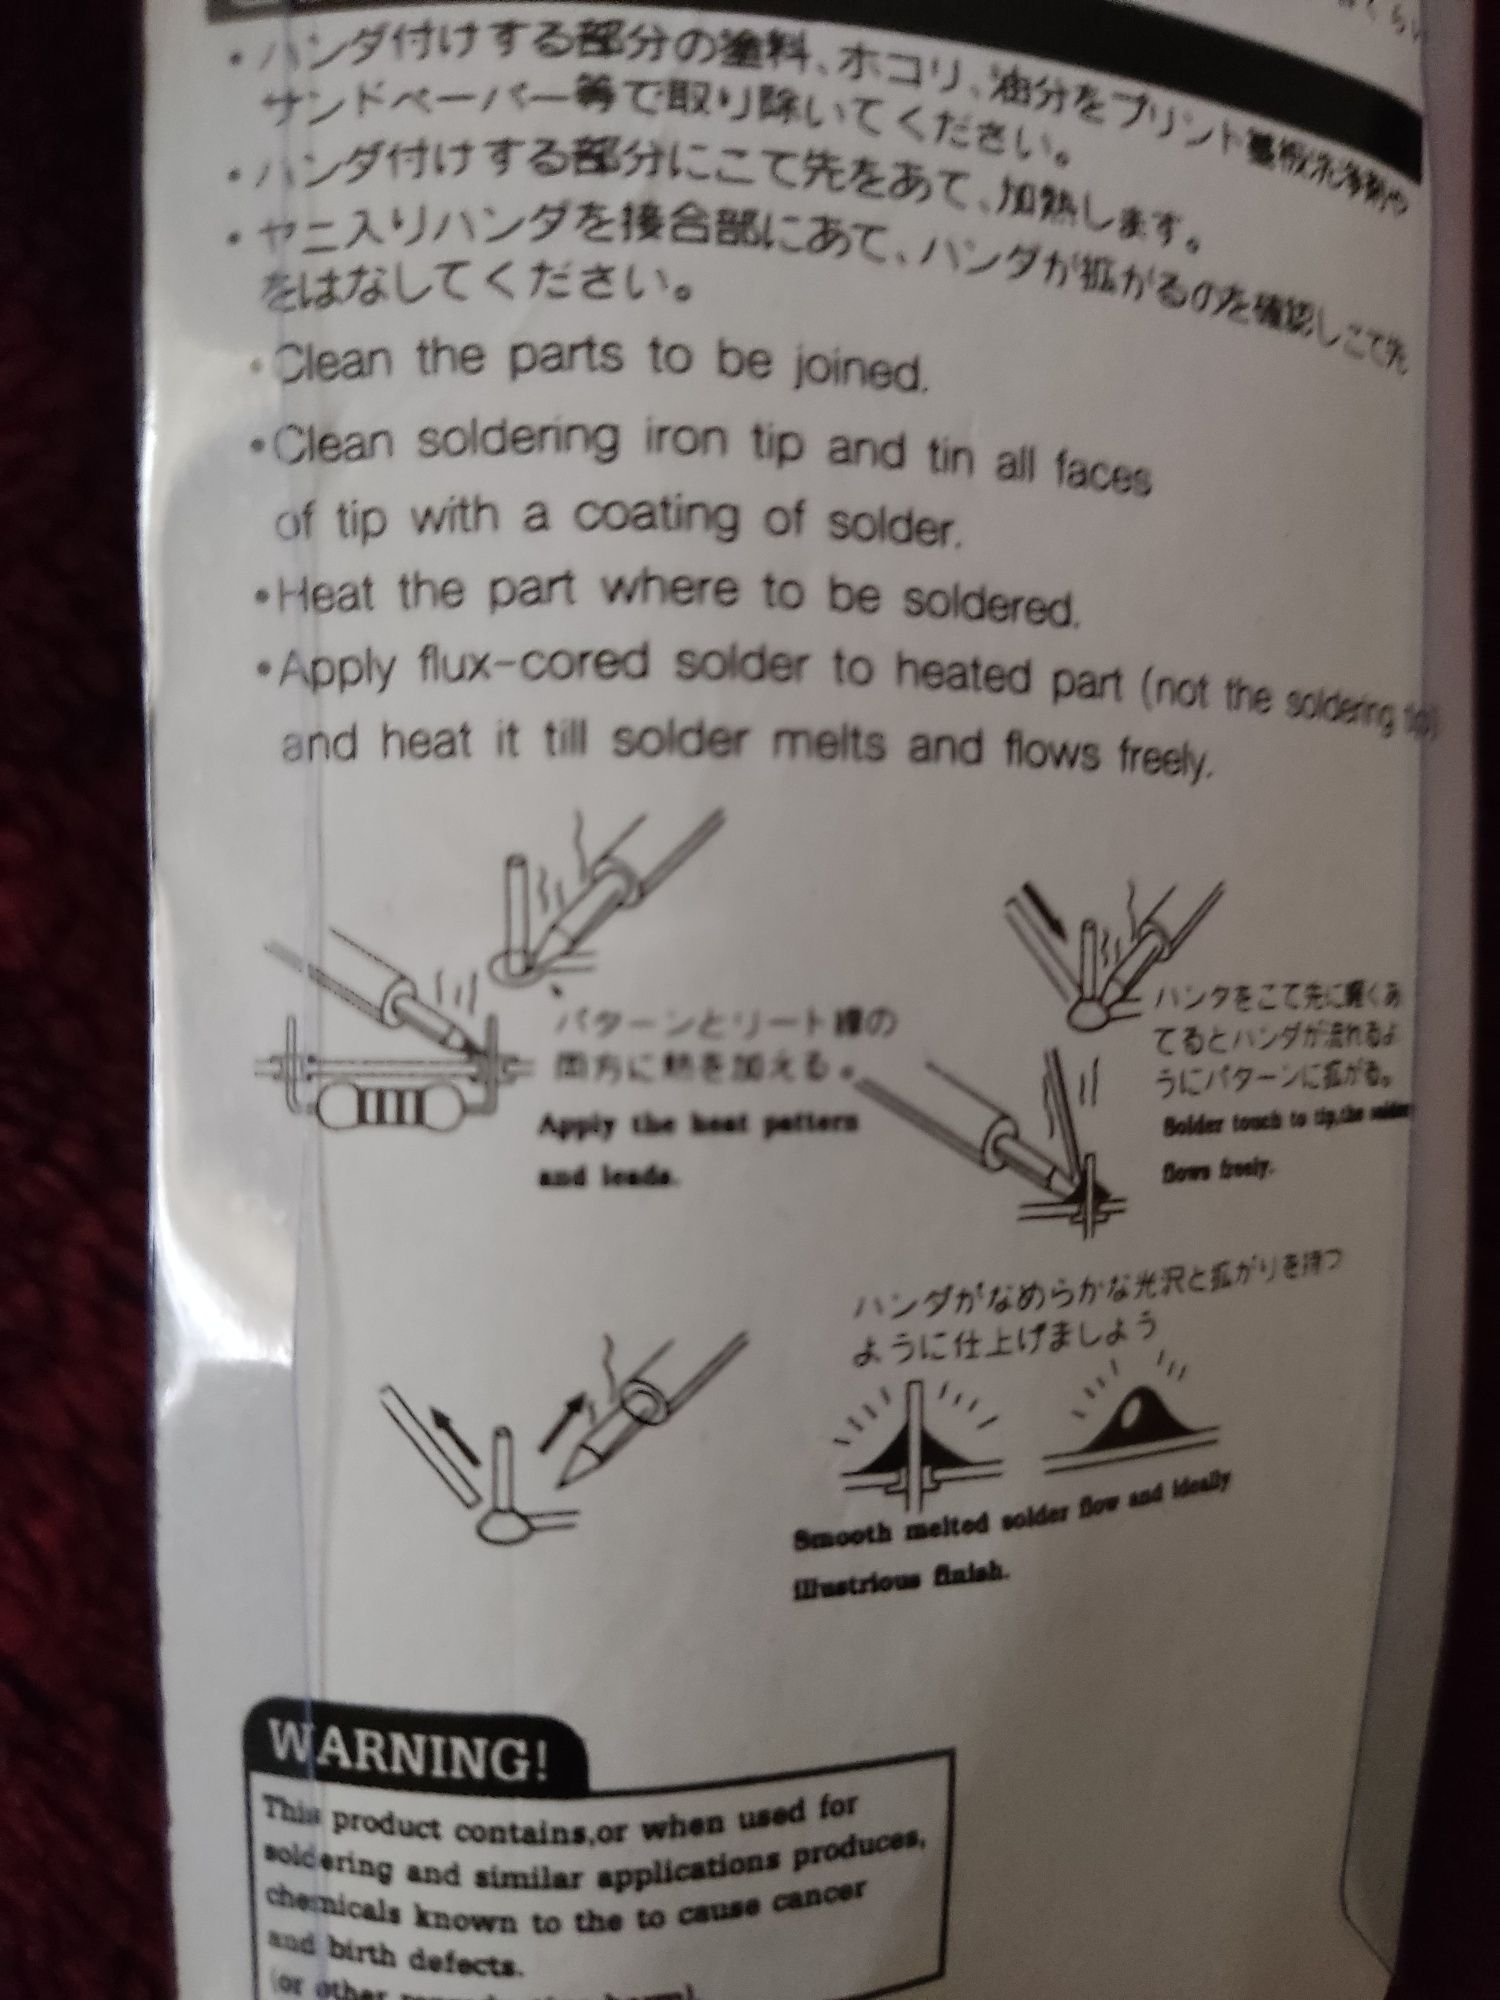 ・ハンダ付けする部分の塗料、ホコリ、油分をプリント基板洗浄剤や
サンドペーパー等で取り除いてください。
・ハンダ付けする部分にこて先をあて、加熱します。
・ヤニ入りハンダを接合部にあて、ハンダが拡がるのを確認しこて先
をはなしてください。
•Clean the parts to be joined.
•Clean soldering iron tip and tin all faces
of tip with a coating of solder.
•Heat the part where to be soldered.
•Apply flux-cored solder to heated part (not the soldering tip)
and heat it till solder melts and flows freely.
パターンとリート線の
両方に熱を加える。
Apply the heat pattern
and leads.
ハンダをこて先に軽くあ
てるとハンダが流れるよ
うにパターンに拡がる。
Solder touch to tip,the solder
flows freely.
ハンダがなめらかな光沢と拡がりを持つ
ように仕上げましよう
Smooth melted solder flow and ideally
illustrious finish.
WARNING!
This product contains,or when used for
soldering and similar applications produces,
chemicals known to the to cause cancer
and birth defects.
(or other